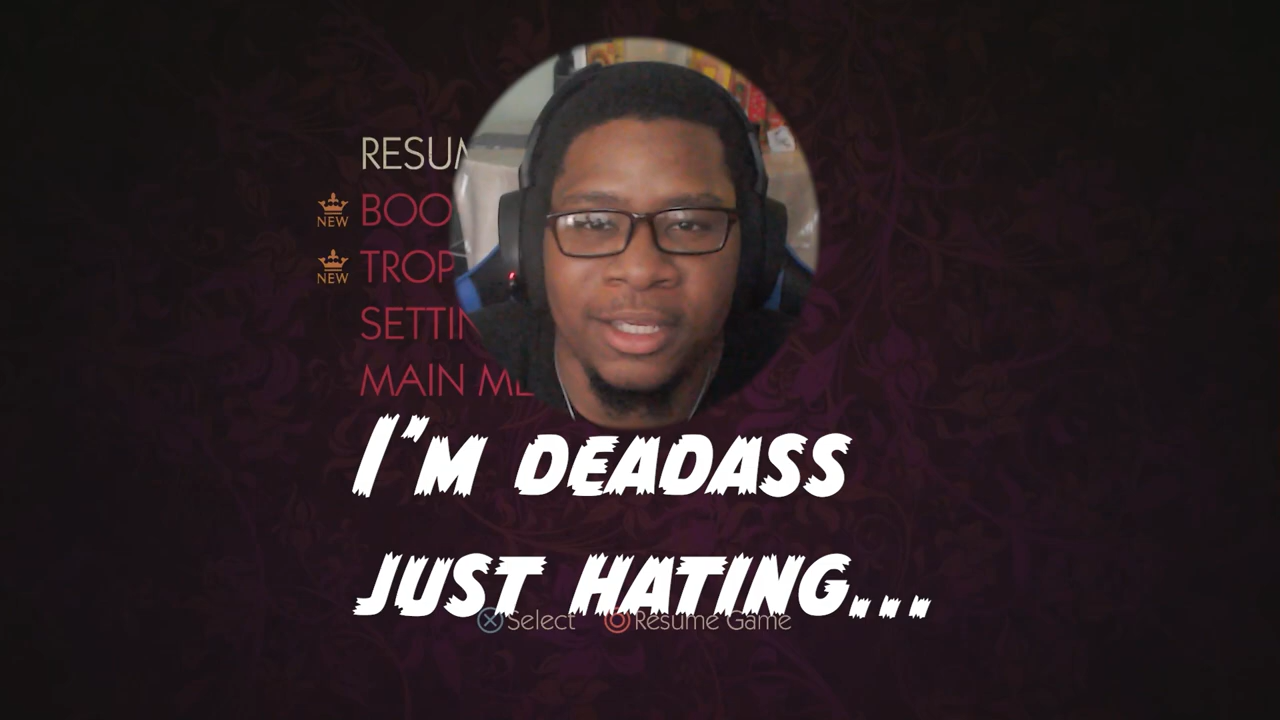 RESUM
NEW BOO
NEW TROP
SETTIN
MAIN ME
I"M DEADASS
JUST HATING...
Select Resume Game